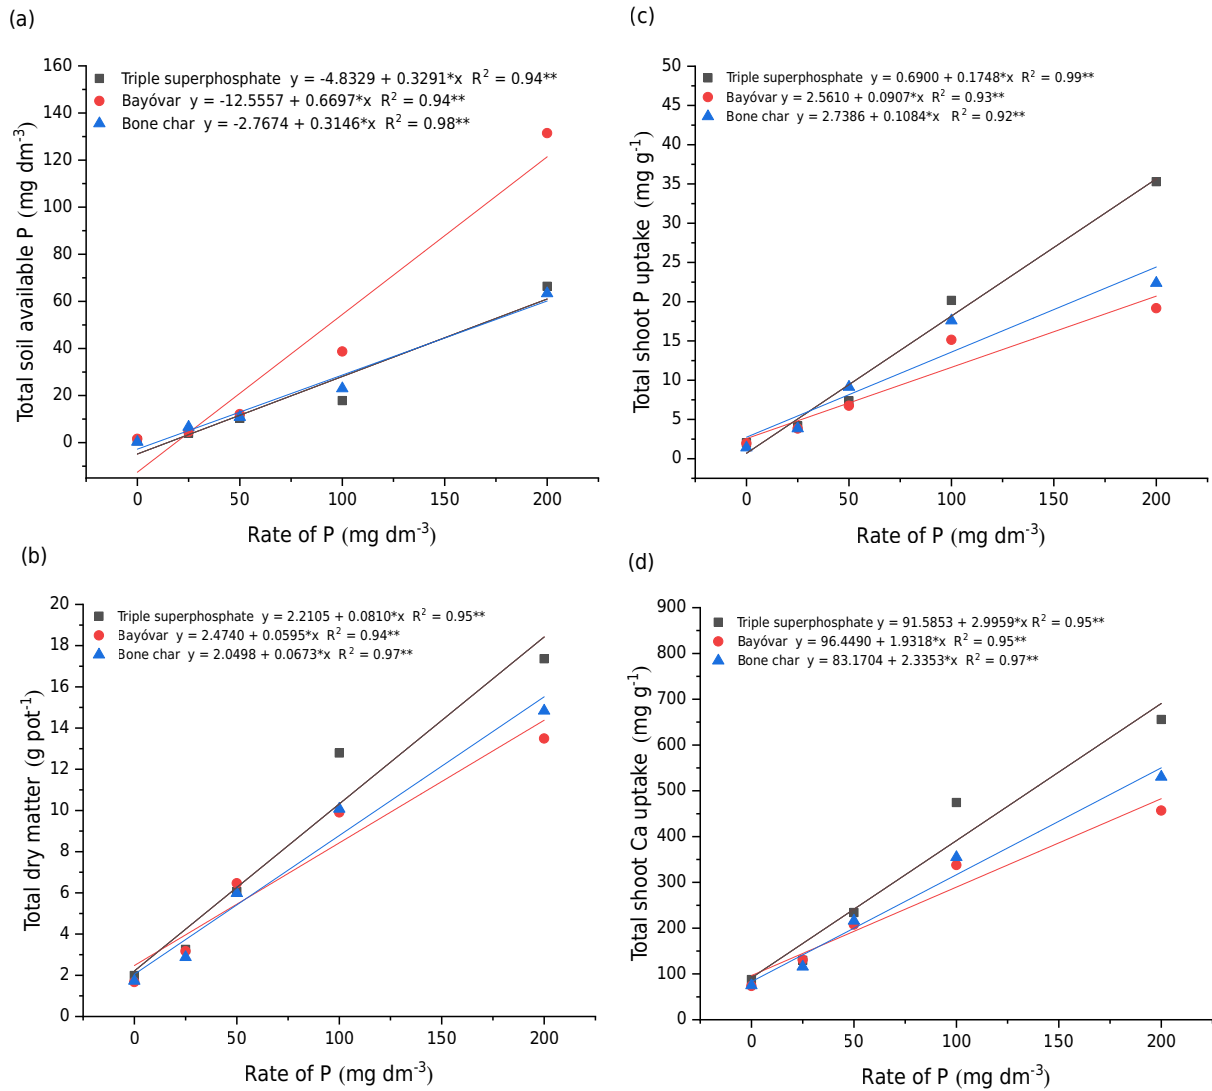 (a)
160
140
120
100
80
60
40
20
0
Total soil available P (mg dm⁻³)
Triple superphosphate y = -4.8329 + 0.3291*x R² = 0.94**
Bayóvar y = -12.5557 + 0.6697*x R² = 0.94**
Bone char y = -2.7674 + 0.3146*x R² = 0.98**
0 50 100 150 200
Rate of P (mg dm⁻³)
(c)
50
45
40
35
30
25
20
15
10
5
0
Total shoot P uptake (mg g⁻¹)
Triple superphosphate y = 0.6900 + 0.1748*x R² = 0.99**
Bayóvar y = 2.5610 + 0.0907*x R² = 0.93**
Bone char y = 2.7386 + 0.1084*x R² = 0.92**
0 50 100 150 200
Rate of P (mg dm⁻³)
(b)
20
18
16
14
12
10
8
6
4
2
0
Total dry matter (g pot⁻¹)
Triple superphosphate y = 2.2105 + 0.0810*x R² = 0.95**
Bayóvar y = 2.4740 + 0.0595*x R² = 0.94**
Bone char y = 2.0498 + 0.0673*x R² = 0.97**
0 50 100 150 200
Rate of P (mg dm⁻³)
(d)
900
800
700
600
500
400
300
200
100
0
Total shoot Ca uptake (mg g⁻¹)
Triple superphosphate y = 91.5853 + 2.9959*x R² = 0.95**
Bayóvar y = 96.4490 + 1.9318*x R² = 0.95**
Bone char y = 83.1704 + 2.3353*x R² = 0.97**
0 50 100 150 200
Rate of P (mg dm⁻³)